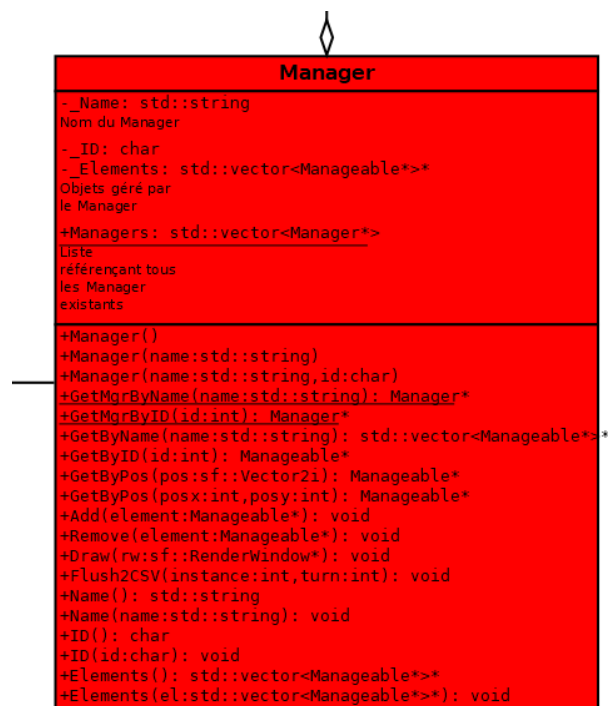 Manager
-_Name: std::string
Nom du Manager
-_ID: char
-_Elements: std::vector<Manageable*>*
Objets géré par
le Manager
+Managers: std::vector<Manager*>
Liste
référençant tous
les Manager
existants
+Manager()
+Manager(name:std::string)
+Manager(name:std::string,id:char)
+GetMgrByName(name:std::string): Manager*
+GetMgrByID(id:int): Manager*
+GetByName(name:std::string): std::vector<Manageable*>*
+GetByID(id:int): Manageable*
+GetByPos(pos:sf::Vector2i): Manageable*
+GetByPos(posx:int,posy:int): Manageable*
+Add(element:Manageable*): void
+Remove(element:Manageable*): void
+Draw(rw:sf::RenderWindow*): void
+Flush2CSV(instance:int,turn:int): void
+Name(): std::string
+Name(name:std::string): void
+ID(): char
+ID(id:char): void
+Elements(): std::vector<Manageable*>*
+Elements(el:std::vector<Manageable*>*): void